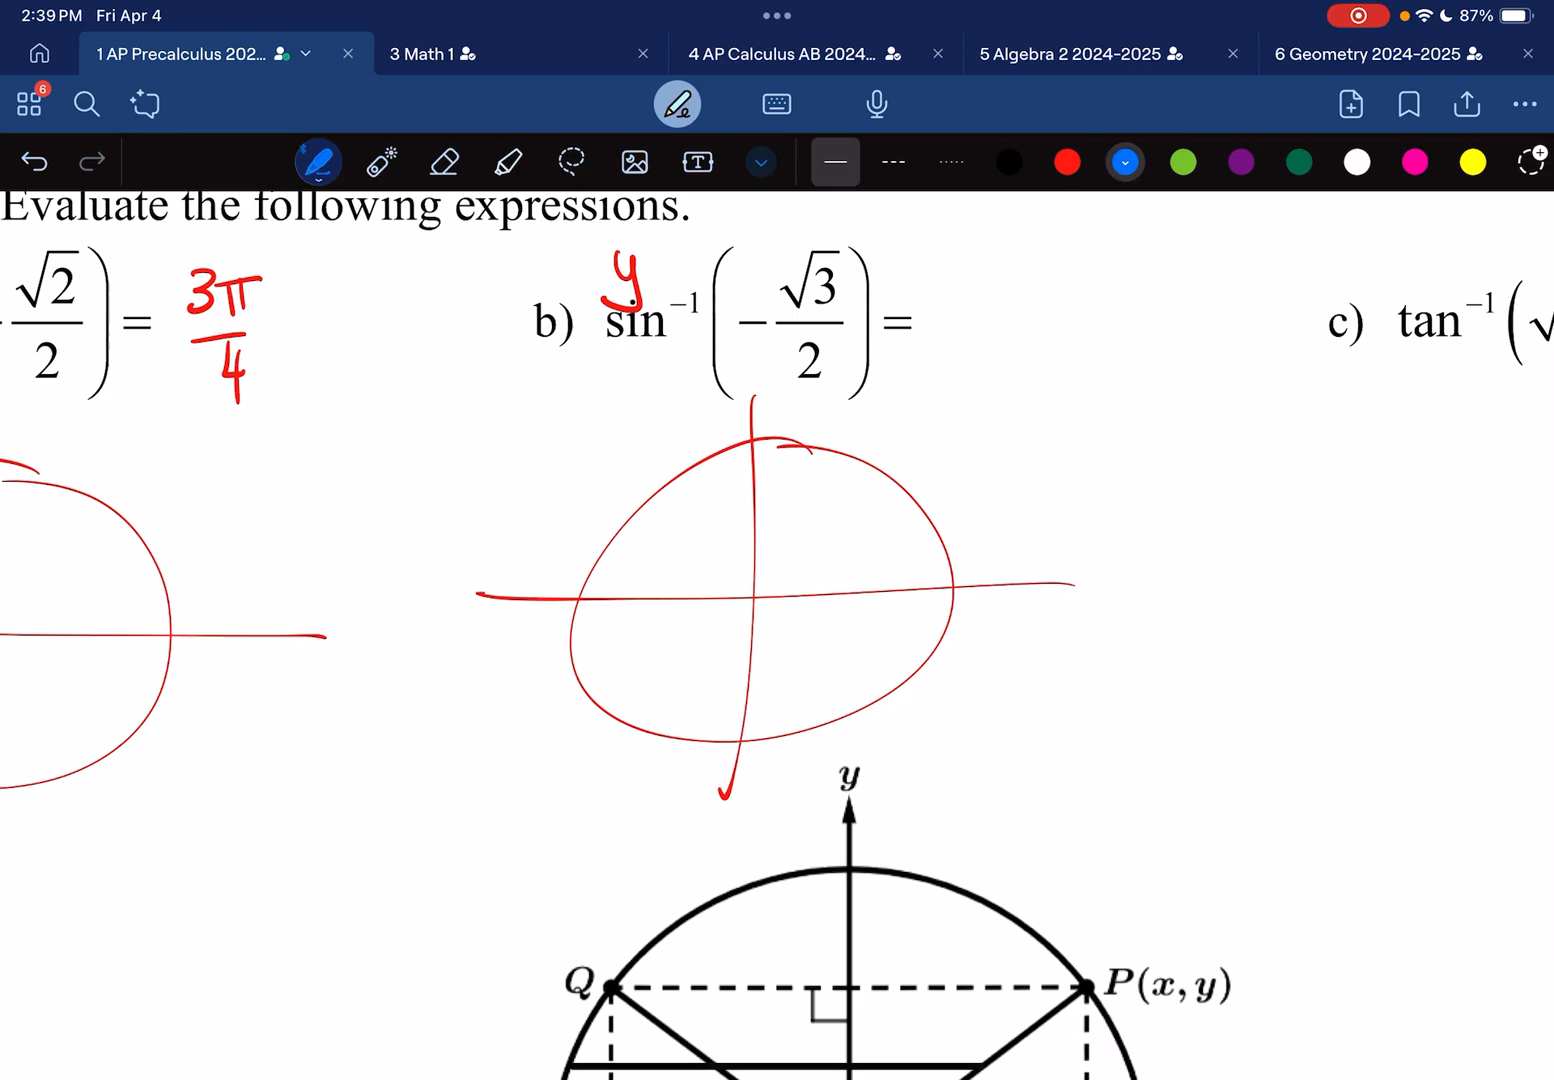 2:39 PM Fri Apr 4
87%
1 AP Precalculus 202...
3 Math 1
4 AP Calculus AB 2024...
5 Algebra 2 2024-2025
6 Geometry 2024-2025
6
T
Evaluate the following expressions.
√2/2) = 3π/4
y
b) sin⁻¹(-√3/2) =
c) tan⁻¹(√
y
Q
P(x, y)